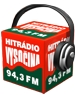 HITRÁDIO
VYSOČINA
94,3 FM
94,3 FM